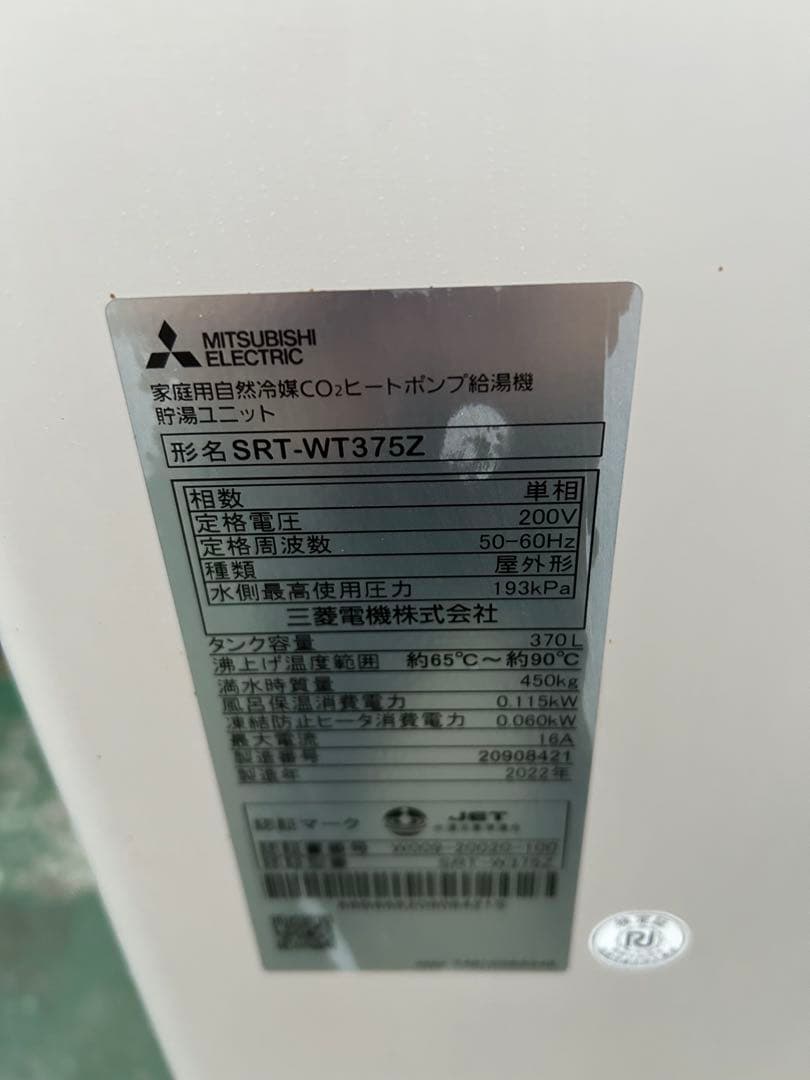 MITSUBISHI
ELECTRIC
家庭用自然冷媒CO₂ヒートポンプ給湯機
貯湯ユニット
形名 SRT-WT375Z
相数 単相
定格電圧 200V
定格周波数 50-60Hz
種類 屋外形
水側最高使用圧力 193kPa
三菱電機株式会社
タンク容量 370L
沸上げ温度範囲 約65℃〜約90℃
満水時質量 450kg
風呂保温消費電力 0.115kW
凍結防止ヒータ消費電力 0.060kW
最大電流 16A
製造番号 20908421
製造年 2022年
認証マーク JET
認証番号